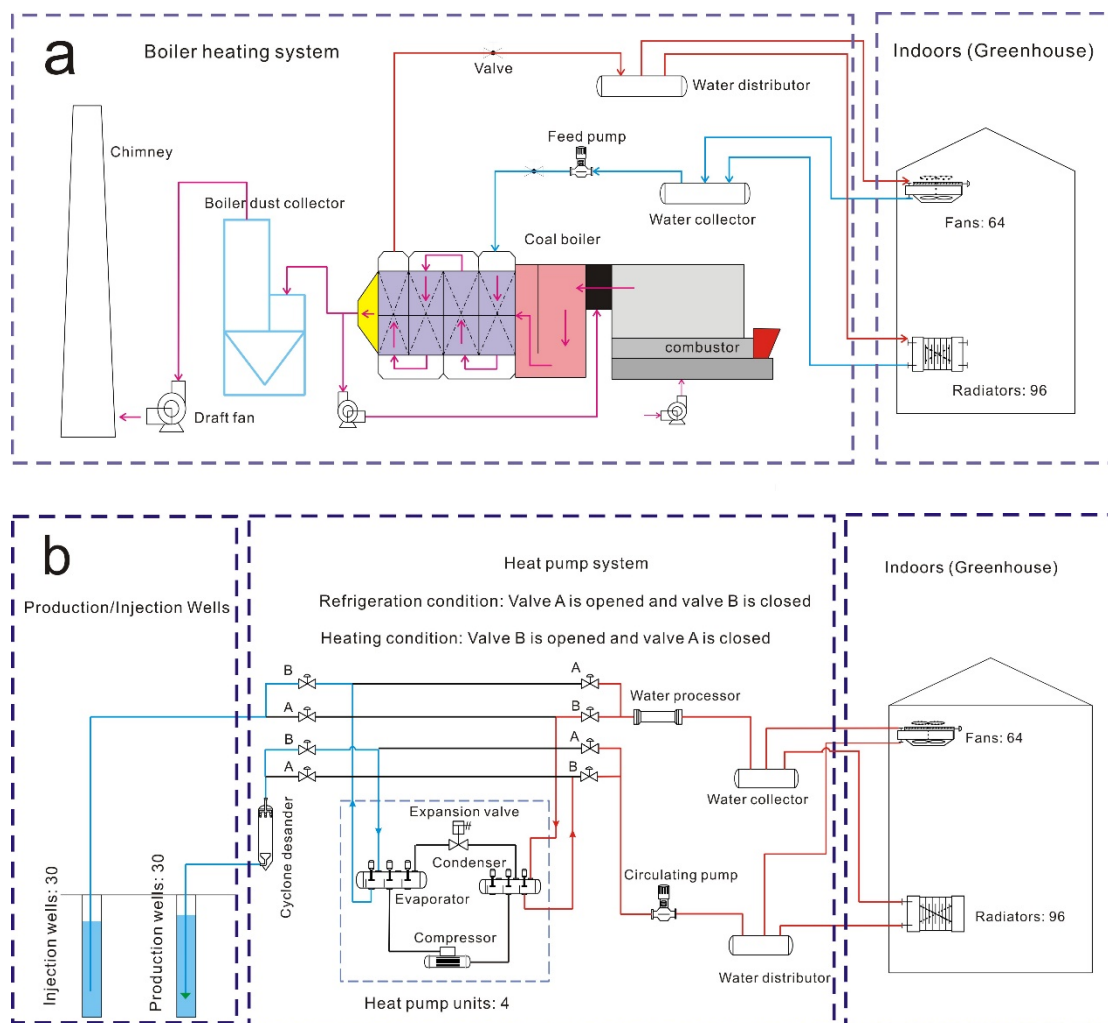 a
Boiler heating system
Indoors (Greenhouse)
Valve
Water distributor
Feed pump
Chimney
Boiler dust collector
Water collector
Fans: 64
Coal boiler
combustor
Radiators: 96
Draft fan
b
Heat pump system
Indoors (Greenhouse)
Production/Injection Wells
Refrigeration condition: Valve A is opened and valve B is closed
Heating condition: Valve B is opened and valve A is closed
B
A
Water processor
A
B
B
A
Fans: 64
A
B
Water collector
Expansion valve
#
Cyclone desander
Condenser
Circulating pump
Evaporator
Injection wells: 30
Production wells: 30
Radiators: 96
Compressor
Water distributor
Heat pump units: 4